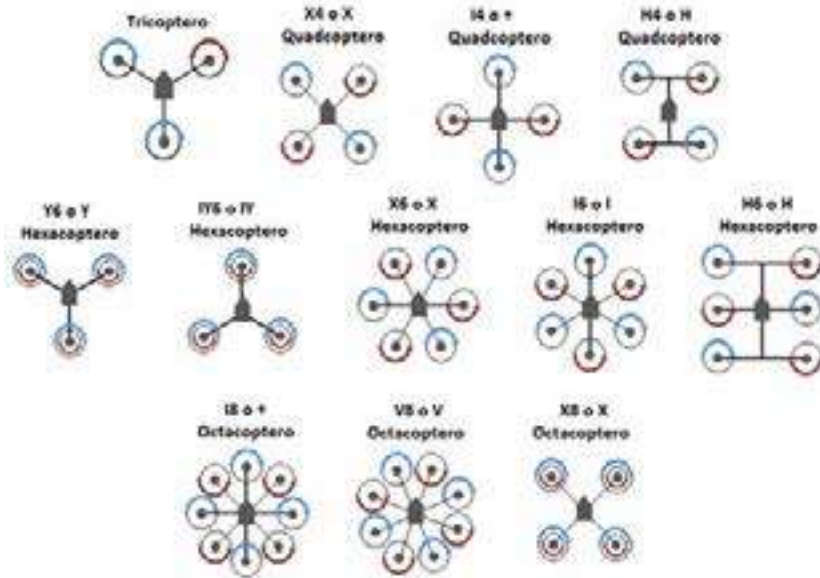 Tricoptero
X4 o X
Quadcoptero
I4 o +
Quadcoptero
H4 o H
Quadcoptero
Y6 o Y
Hexacoptero
IY6 o IY
Hexacoptero
X6 o X
Hexacoptero
I6 o I
Hexacoptero
H6 o H
Hexacoptero
I8 o +
Octacoptero
V8 o V
Octacoptero
X8 o X
Octacoptero